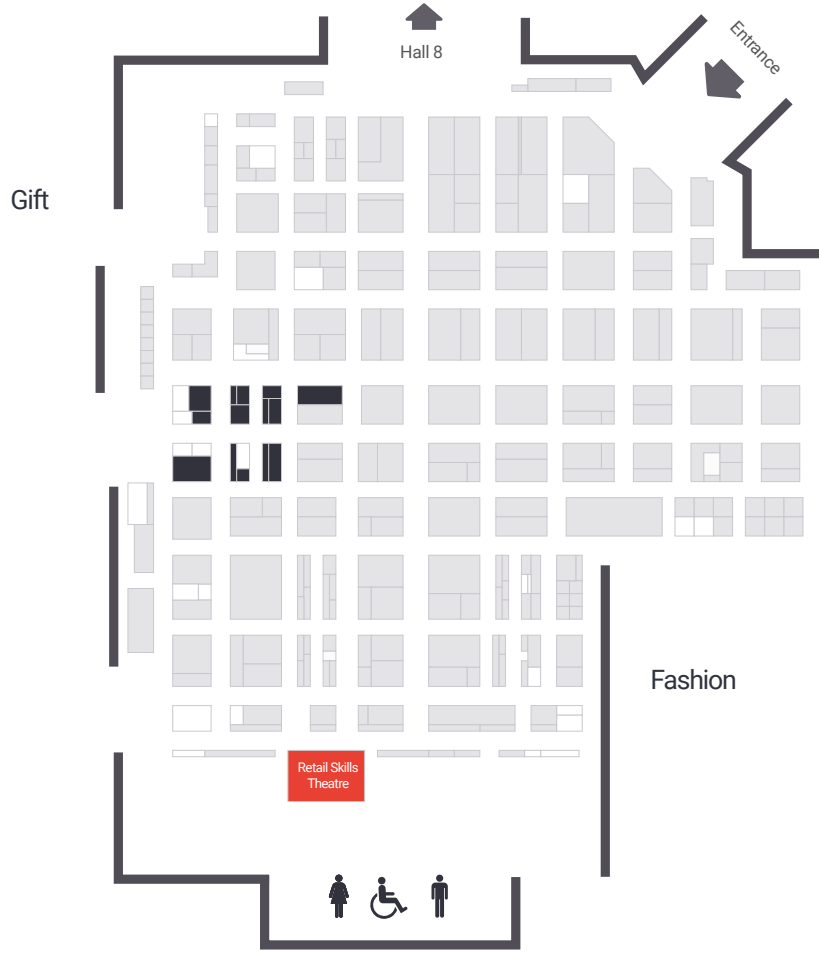 Hall 8
Entrance
Gift
Fashion
Retail Skills
Theatre